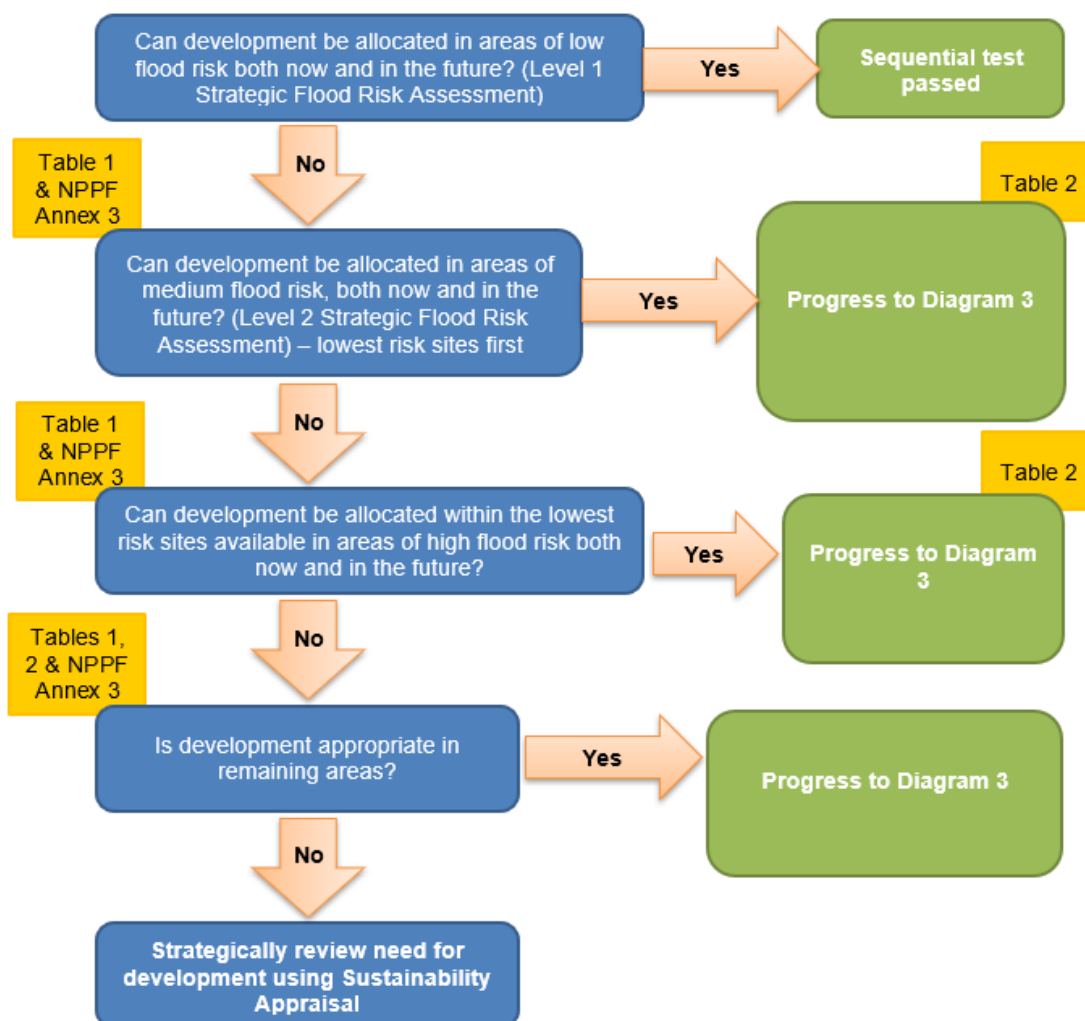 Can development be allocated in areas of low
flood risk both now and in the future? (Level 1
Strategic Flood Risk Assessment)
Yes
Sequential test
passed
No
Table 1
& NPPF
Annex 3
Table 2
Can development be allocated in areas of
medium flood risk, both now and in the
future? (Level 2 Strategic Flood Risk
Assessment) – lowest risk sites first
Yes
Progress to Diagram 3
No
Table 1
& NPPF
Annex 3
Table 2
Can development be allocated within the lowest
risk sites available in areas of high flood risk both
now and in the future?
Yes
Progress to Diagram
3
No
Tables 1,
2 & NPPF
Annex 3
Is development appropriate in
remaining areas?
Yes
Progress to Diagram 3
No
Strategically review need for
development using Sustainability
Appraisal